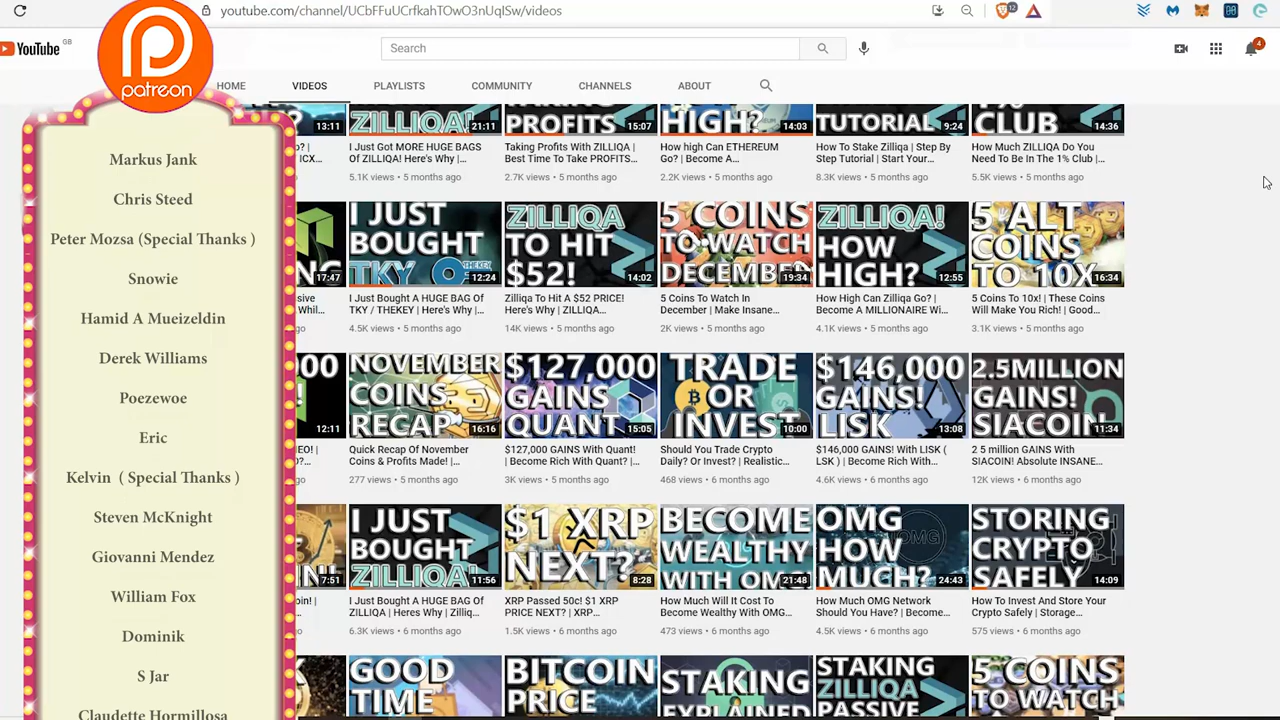 youtube.com/channel/UCbFFuUCrfkahTOwO3nUqlSw/videos
12
patreon
YouTube GB
Search
4
HOME VIDEOS PLAYLISTS COMMUNITY CHANNELS ABOUT
Markus Jank
Chris Steed
Peter Mozsa (Special Thanks )
Snowie
Hamid A Mueizeldin
Derek Williams
Poezewoe
Eric
Kelvin ( Special Thanks )
Steven McKnight
Giovanni Mendez
William Fox
Dominik
S Jar
Claudette Hormillosa
13:11
ZILLIQA
21:11
TAKING
PROFITS
15:07
HIGH?
14:03
TUTORIAL
9:24
CLUB
14:36
ICX...
I Just Got MORE HUGE BAGS
Of ZILLIQA! Here's Why |...
5.1K views • 5 months ago
Taking Profits With ZILLIQA
| Best Time To Take PROFITS...
2.7K views • 5 months ago
How high Can ETHEREUM
Go? | Become A...
2.2K views • 5 months ago
How To Stake Zilliqa | Step By
Step Tutorial | Start Your...
8.3K views • 5 months ago
How Much ZILLIQA Do You
Need To Be In The 1% Club |...
5.5K views • 5 months ago
17:47
I JUST
BOUGHT
TKY
12:24
ZILLIQA
TO HIT
$52!
14:02
5 COINS
TO WATCH
DECEMBER
19:34
ZILLIQA!
HOW
HIGH?
12:55
5 ALT
COINS
TO 10X
16:34
I Just Bought A HUGE BAG Of
TKY / THEKEY | Here's Why |...
4.5K views • 5 months ago
Zilliqa To Hit A $52 PRICE!
Here's Why | ZILLIQA...
14K views • 5 months ago
5 Coins To Watch In
December | Make Insane...
2K views • 5 months ago
How High Can Zilliqa Go? |
Become A MILLIONAIRE Wi...
4.1K views • 5 months ago
5 Coins To 10x! | These Coins
Will Make You Rich! | Good...
3.1K views • 5 months ago
12:11
NOVEMBER
COINS
RECAP
16:16
$127,000
GAINS
QUANT
15:05
TRADE
OR
INVEST
10:00
$146,000
GAINS!
LISK
13:08
2.5MILLION
GAINS!
SIACOIN
11:34
Quick Recap Of November
Coins & Profits Made! |...
277 views • 5 months ago
$127,000 GAINS With Quant!
| Become Rich With Quant? |...
3K views • 5 months ago
Should You Trade Crypto
Daily? Or Invest? | Realistic...
468 views • 6 months ago
$146,000 GAINS! With LISK (
LSK ) | Become Rich With...
4.6K views • 6 months ago
2 5 million GAINS With
SIACOIN! Absolute INSANE...
12K views • 6 months ago
7:51
I JUST
BOUGHT
ZILLIQA!
11:56
$1 XRP
NEXT?
8:28
BECOME
WEALTHY
WITH OMG
21:48
OMG
HOW
MUCH?
24:43
STORING
CRYPTO
SAFELY
14:09
I Just Bought A HUGE BAG Of
ZILLIQA | Heres Why | Zilliq...
6.3K views • 6 months ago
XRP Passed 50c! $1 XRP
PRICE NEXT? | XRP...
1.5K views • 6 months ago
How Much Will It Cost To
Become Wealthy With OMG...
473 views • 6 months ago
How Much OMG Network
Should You Have? | Become...
4.5K views • 6 months ago
How To Invest And Store Your
Crypto Safely | Storage...
575 views • 6 months ago
GOOD
TIME
BITCOIN
PRICE
STAKING
EXPLAINED
STAKING
ZILLIQA
PASSIVE
5 COINS
TO WATCH